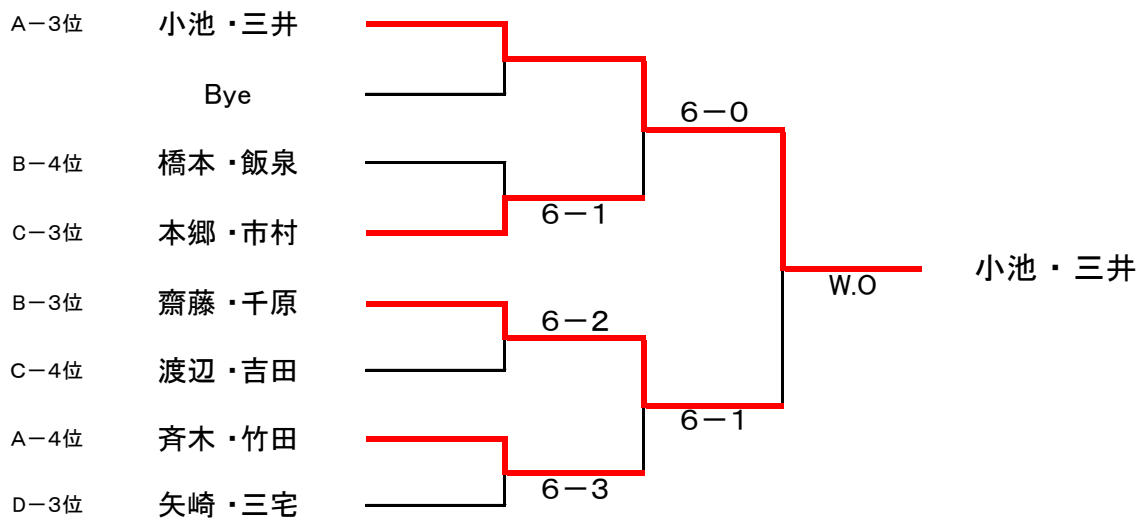 A－3位 小池・三井
Bye
6－0
B－4位 橋本・飯泉
6－1
C－3位 本郷・市村
小池・三井
W.O
B－3位 齋藤・千原
6－2
C－4位 渡辺・吉田
6－1
A－4位 斉木・竹田
6－3
D－3位 矢崎・三宅